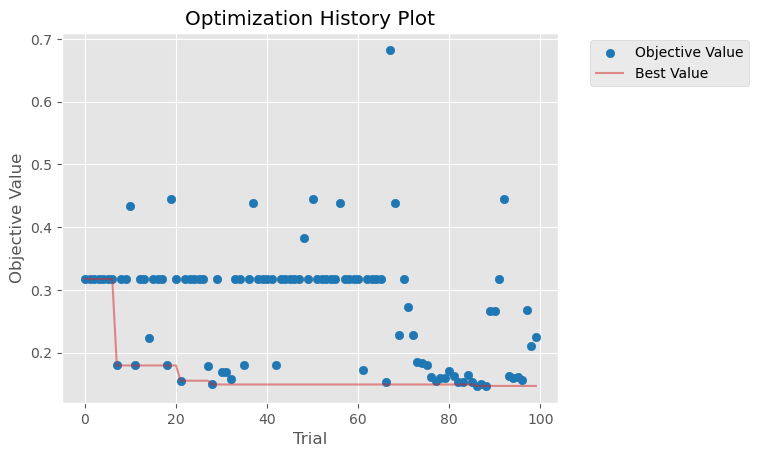 Optimization History Plot
Objective Value
Best Value
0.7
0.6
0.5
0.4
0.3
0.2
Objective Value
0
20
40
60
80
100
Trial